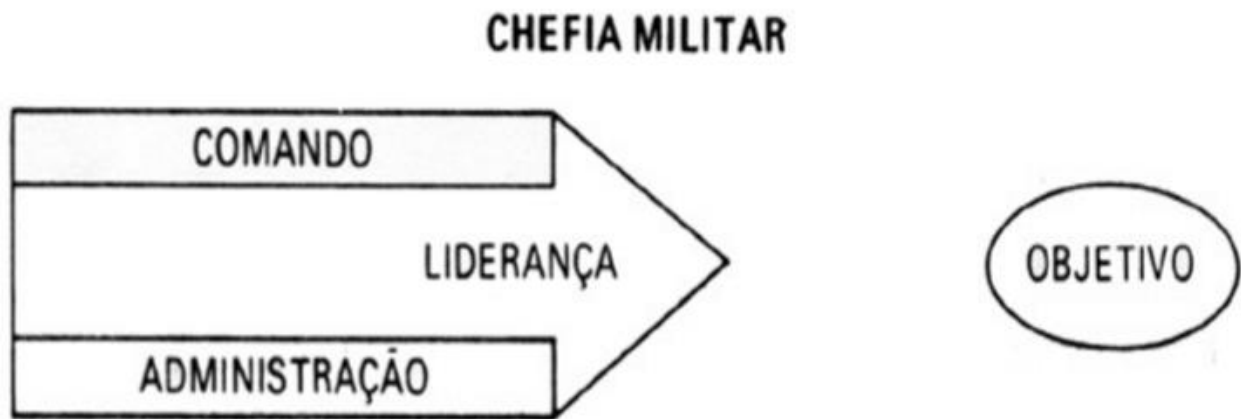 CHEFIA MILITAR
COMANDO
LIDERANÇA
OBJETIVO
ADMINISTRAÇÃO